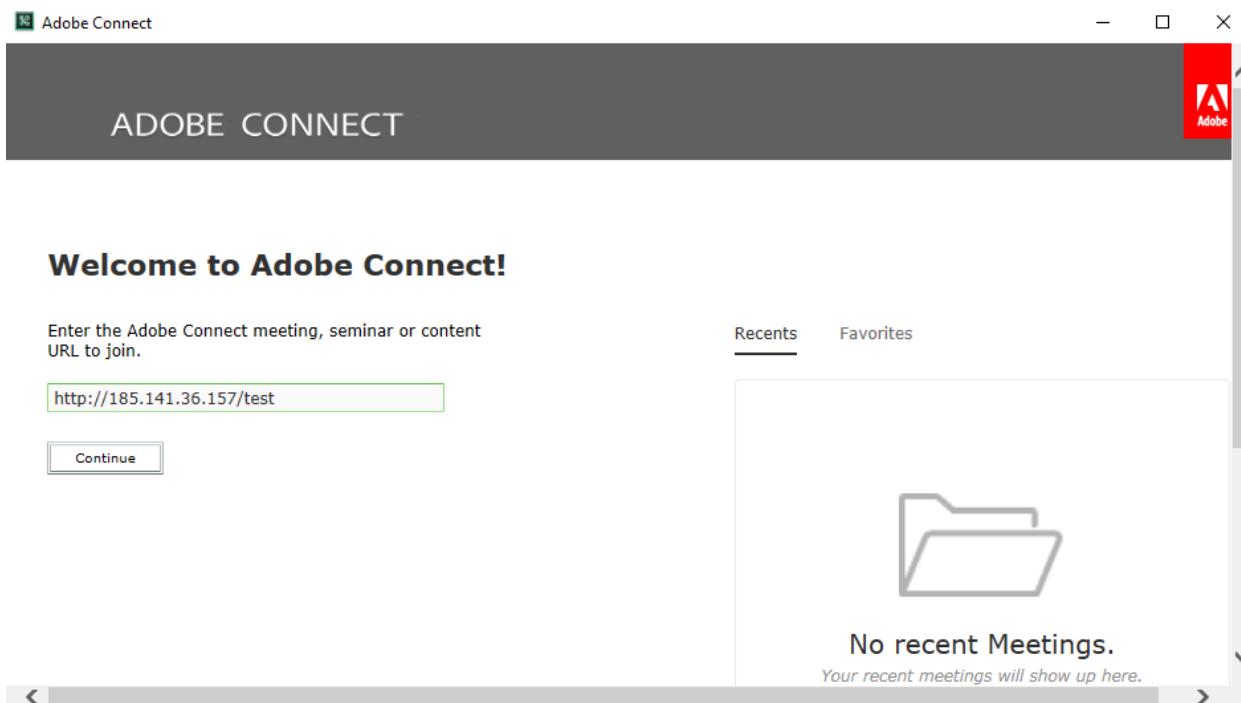 Adobe Connect
ADOBE CONNECT
Adobe
Welcome to Adobe Connect!
Enter the Adobe Connect meeting, seminar or content
URL to join.
http://185.141.36.157/test
Continue
Recents Favorites
No recent Meetings.
Your recent meetings will show up here.